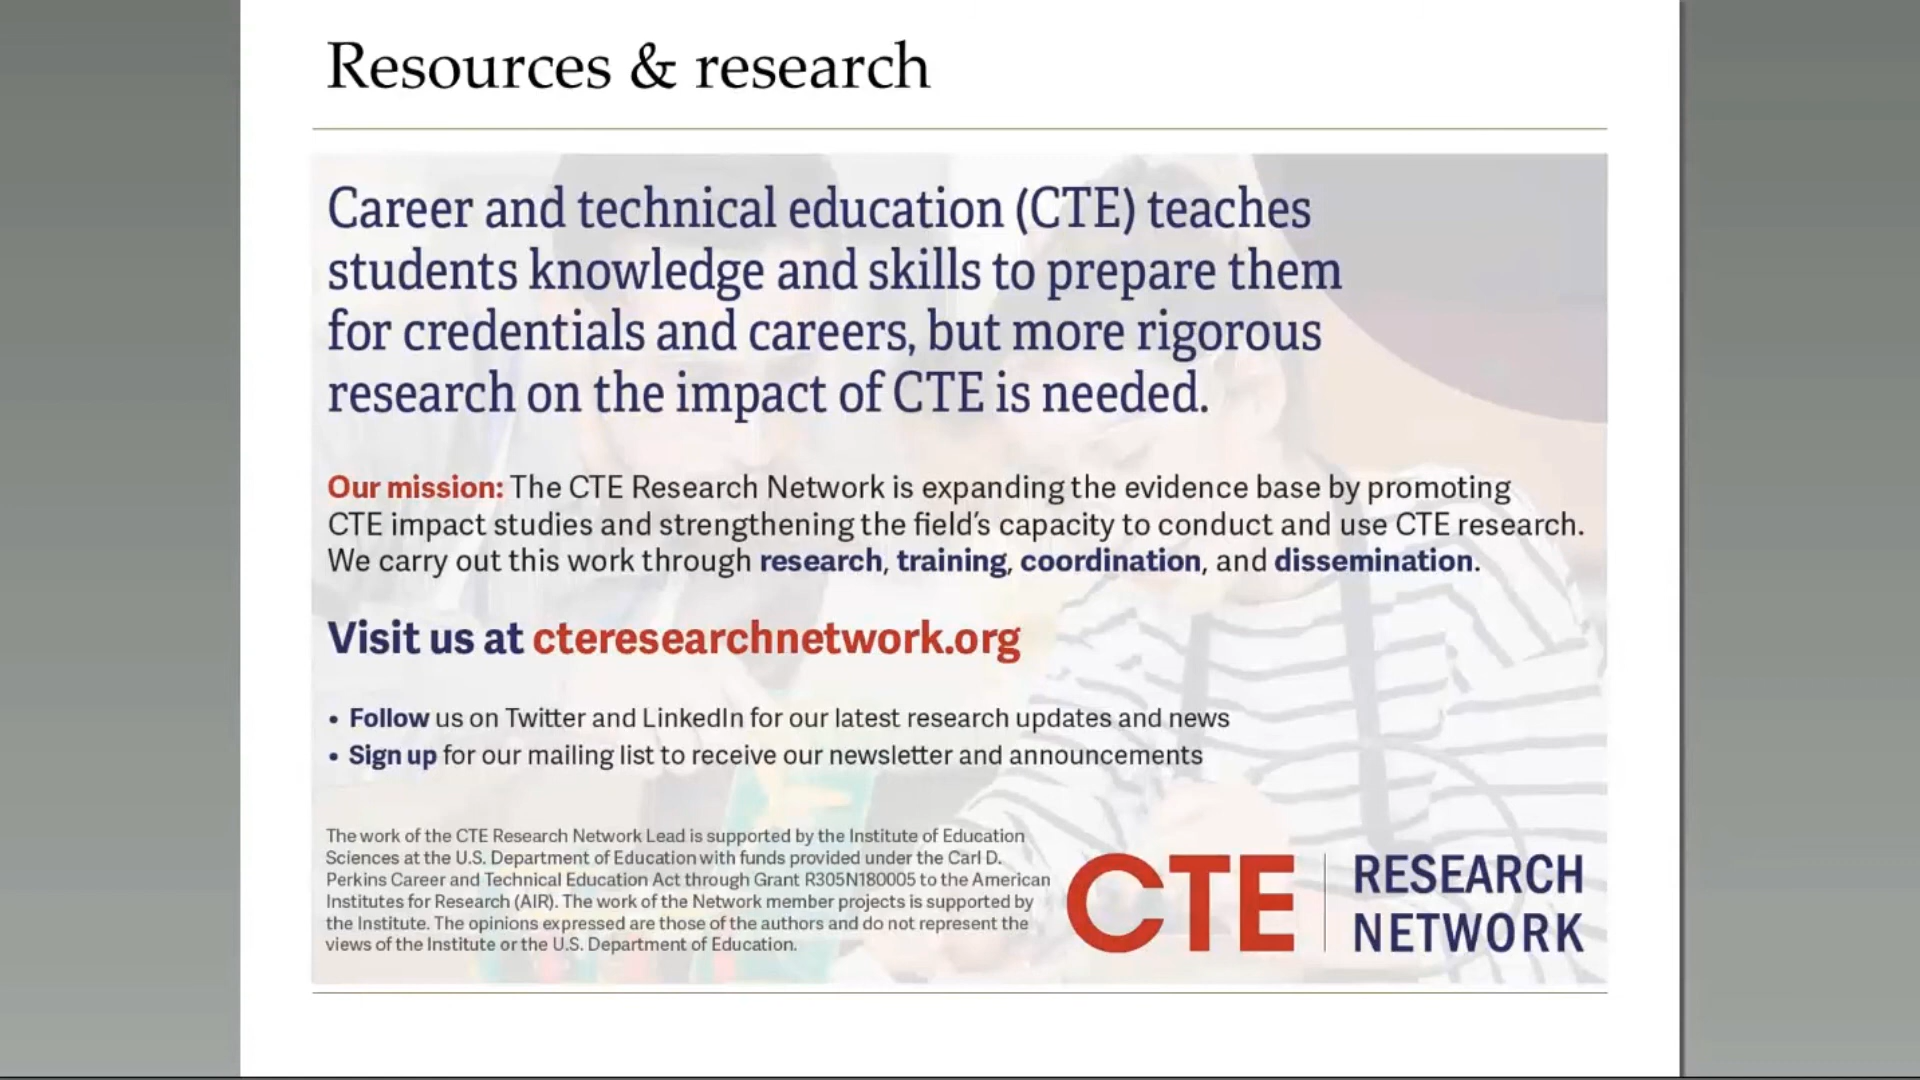 Resources & research
Career and technical education (CTE) teaches
students knowledge and skills to prepare them
for credentials and careers, but more rigorous
research on the impact of CTE is needed.
Our mission: The CTE Research Network is expanding the evidence base by promoting
CTE impact studies and strengthening the field's capacity to conduct and use CTE research.
We carry out this work through research, training, coordination, and dissemination.
Visit us at cteresearchnetwork.org
• Follow us on Twitter and LinkedIn for our latest research updates and news
• Sign up for our mailing list to receive our newsletter and announcements
The work of the CTE Research Network Lead is supported by the Institute of Education
Sciences at the U.S. Department of Education with funds provided under the Carl D.
Perkins Career and Technical Education Act through Grant R305N180005 to the American
Institutes for Research (AIR). The work of the Network member projects is supported by
the Institute. The opinions expressed are those of the authors and do not represent the
views of the Institute or the U.S. Department of Education.
CTE
RESEARCH
NETWORK